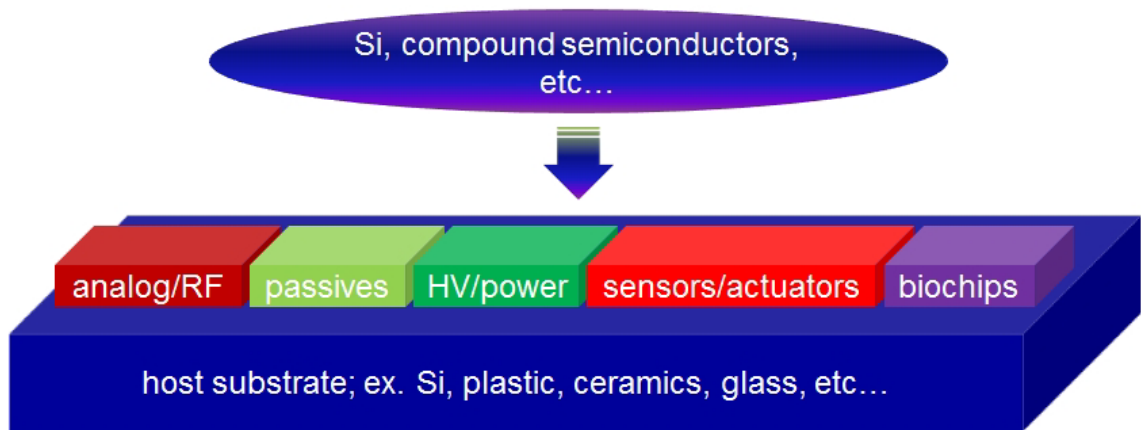 Si, compound semiconductors,
etc…
analog/RF
passives
HV/power
sensors/actuators
biochips
host substrate; ex. Si, plastic, ceramics, glass, etc…